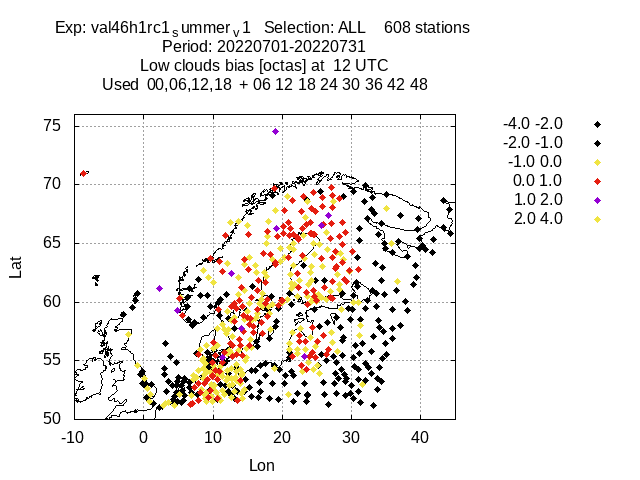 Exp: val46h1rc1summerv1 Selection: ALL 608 stations
Period: 20220701-20220731
Low clouds bias [octas] at 12 UTC
Used 00,06,12,18 + 06 12 18 24 30 36 42 48
-4.0 -2.0
-2.0 -1.0
-1.0 0.0
0.0 1.0
1.0 2.0
2.0 4.0
75
70
65
60
55
50
Lat
-10 0 10 20 30 40
Lon